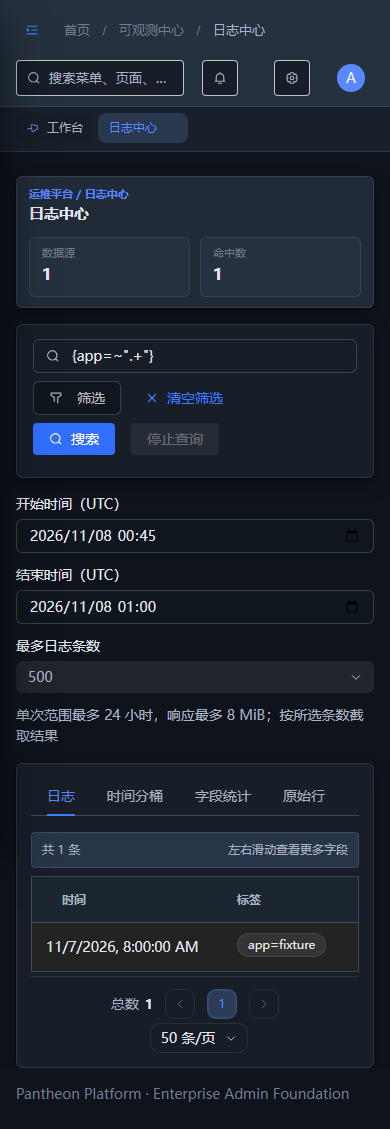 首页 / 可观测中心 / 日志中心
搜索菜单、页面、... A
工作台 日志中心
运维平台 / 日志中心
日志中心
数据源 命中数
1 1
{app=~".+"}
筛选 清空筛选
搜索 停止查询
开始时间（UTC）
2026/11/08 00:45
结束时间（UTC）
2026/11/08 01:00
最多日志条数
500
单次范围最多 24 小时，响应最多 8 MiB；按所选条数截
取结果
日志 时间分桶 字段统计 原始行
共 1 条 左右滑动查看更多字段
时间 标签
11/7/2026, 8:00:00 AM app=fixture
总数 1 1
50 条/页
Pantheon Platform · Enterprise Admin Foundation